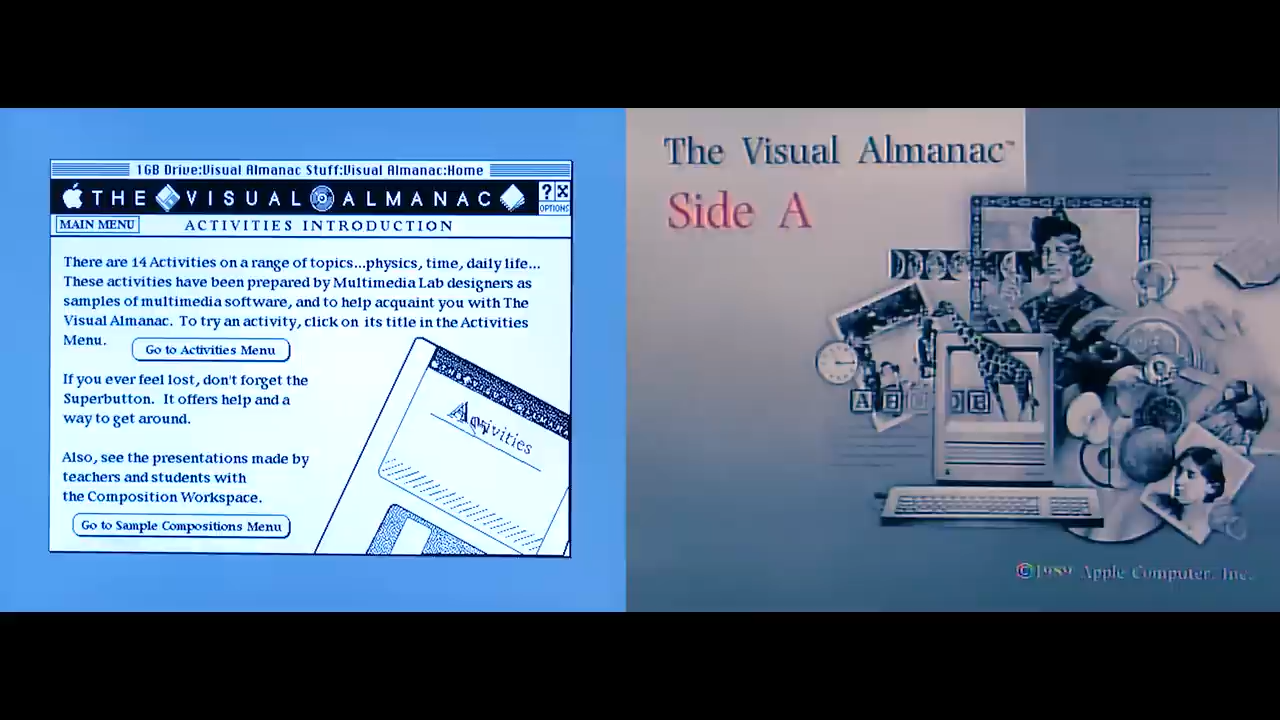 1GB Drive:Visual Almanac Stuff:Visual Almanac:Home
THE VISUAL ALMANAC
? X
OPTIONS
MAIN MENU
ACTIVITIES INTRODUCTION
There are 14 Activities on a range of topics...physics, time, daily life...
These activities have been prepared by Multimedia Lab designers as
samples of multimedia software, and to help acquaint you with The
Visual Almanac. To try an activity, click on its title in the Activities
Menu.
Go to Activities Menu
If you ever feel lost, don't forget the
Superbutton. It offers help and a
way to get around.
Also, see the presentations made by
teachers and students with
the Composition Workspace.
Go to Sample Compositions Menu
Activities
The Visual Almanac™
Side A
A B C D E
©1989 Apple Computer, Inc.